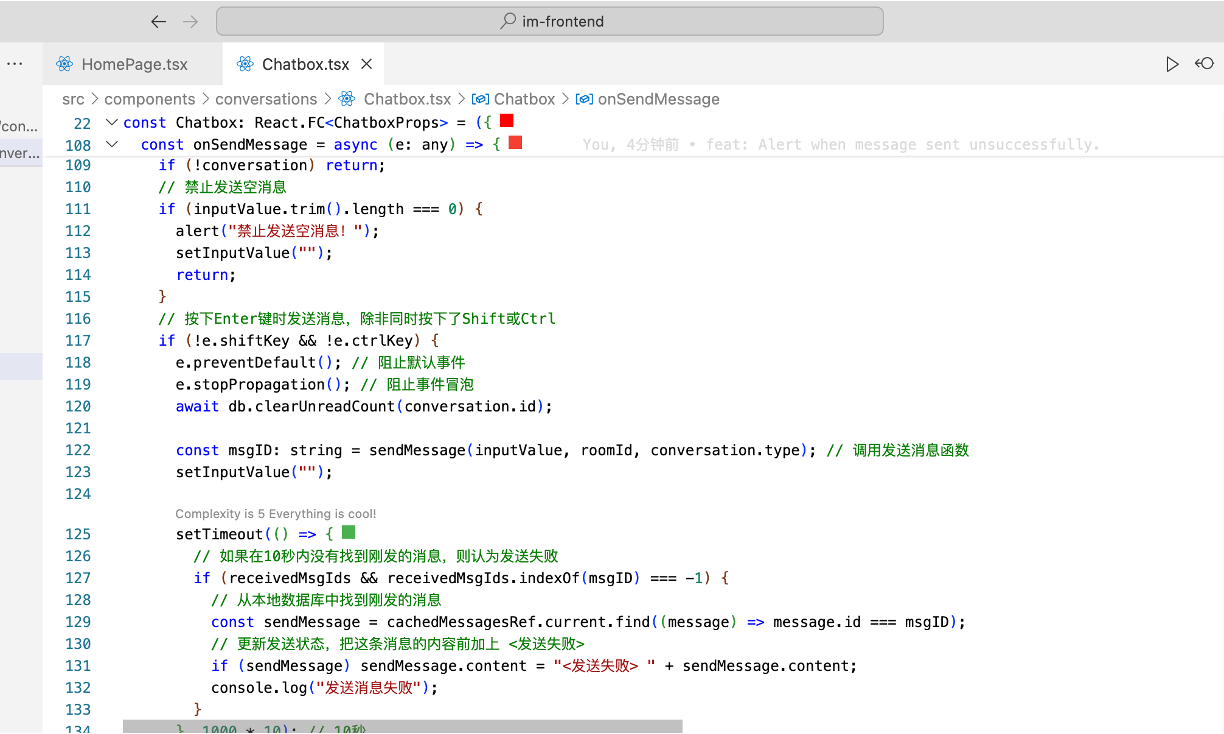 im-frontend
HomePage.tsx
Chatbox.tsx
src > components > conversations > Chatbox.tsx > Chatbox > onSendMessage
/con...
nver...
22 const Chatbox: React.FC<ChatboxProps> = ({
108 const onSendMessage = async (e: any) => { You, 4分钟前 • feat: Alert when message sent unsuccessfully.
109 if (!conversation) return;
110 // 禁止发送空消息
111 if (inputValue.trim().length === 0) {
112 alert("禁止发送空消息！");
113 setInputValue("");
114 return;
115 }
116 // 按下Enter键时发送消息，除非同时按下了Shift或Ctrl
117 if (!e.shiftKey && !e.ctrlKey) {
118 e.preventDefault(); // 阻止默认事件
119 e.stopPropagation(); // 阻止事件冒泡
120 await db.clearUnreadCount(conversation.id);
121
122 const msgID: string = sendMessage(inputValue, roomId, conversation.type); // 调用发送消息函数
123 setInputValue("");
124
Complexity is 5 Everything is cool!
125 setTimeout(() => {
126 // 如果在10秒内没有找到刚发的消息，则认为发送失败
127 if (receivedMsgIds && receivedMsgIds.indexOf(msgID) === -1) {
128 // 从本地数据库中找到刚发的消息
129 const sendMessage = cachedMessagesRef.current.find((message) => message.id === msgID);
130 // 更新发送状态，把这条消息的内容前加上 <发送失败>
131 if (sendMessage) sendMessage.content = "<发送失败> " + sendMessage.content;
132 console.log("发送消息失败");
133 }
134 }, 1000 * 10); // 10秒